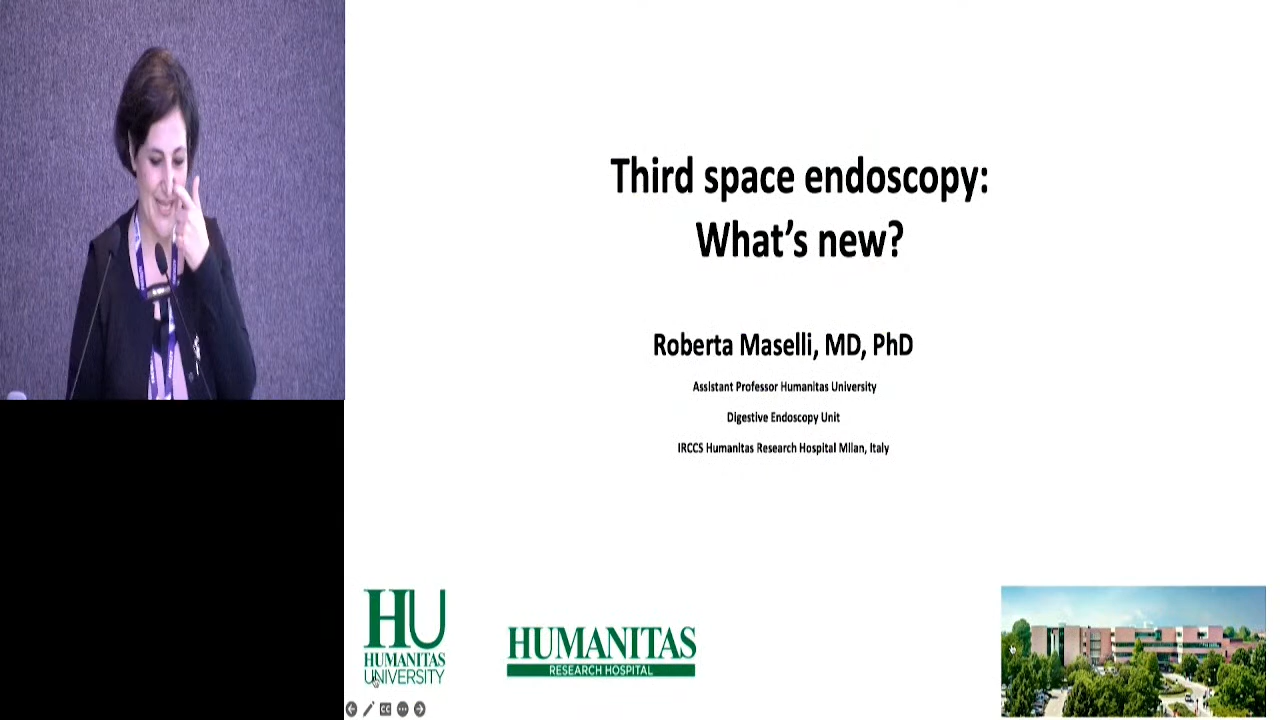 Third space endoscopy:
What's new?
Roberta Maselli, MD, PhD
Assistant Professor Humanitas University
Digestive Endoscopy Unit
IRCCS Humanitas Research Hospital Milan, Italy
HU
HUMANITAS
UNIVERSITY
HUMANITAS
RESEARCH HOSPITAL
CC